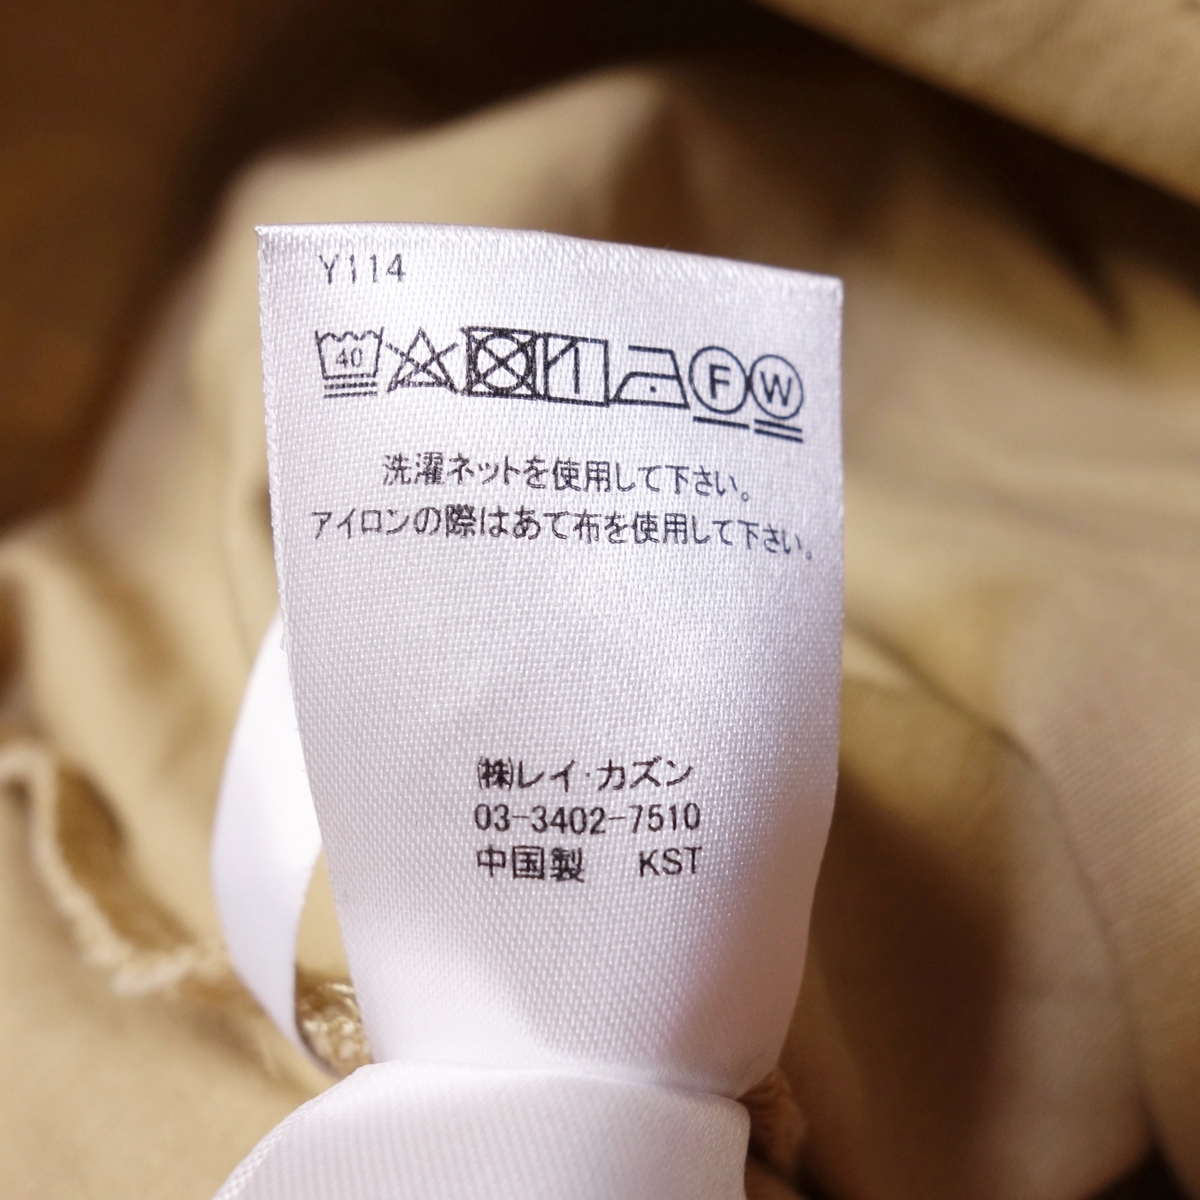 Y114
40 F W
洗濯ネットを使用して下さい。
アイロンの際はあて布を使用して下さい。
㈱レイ・カズン
03-3402-7510
中国製 KST